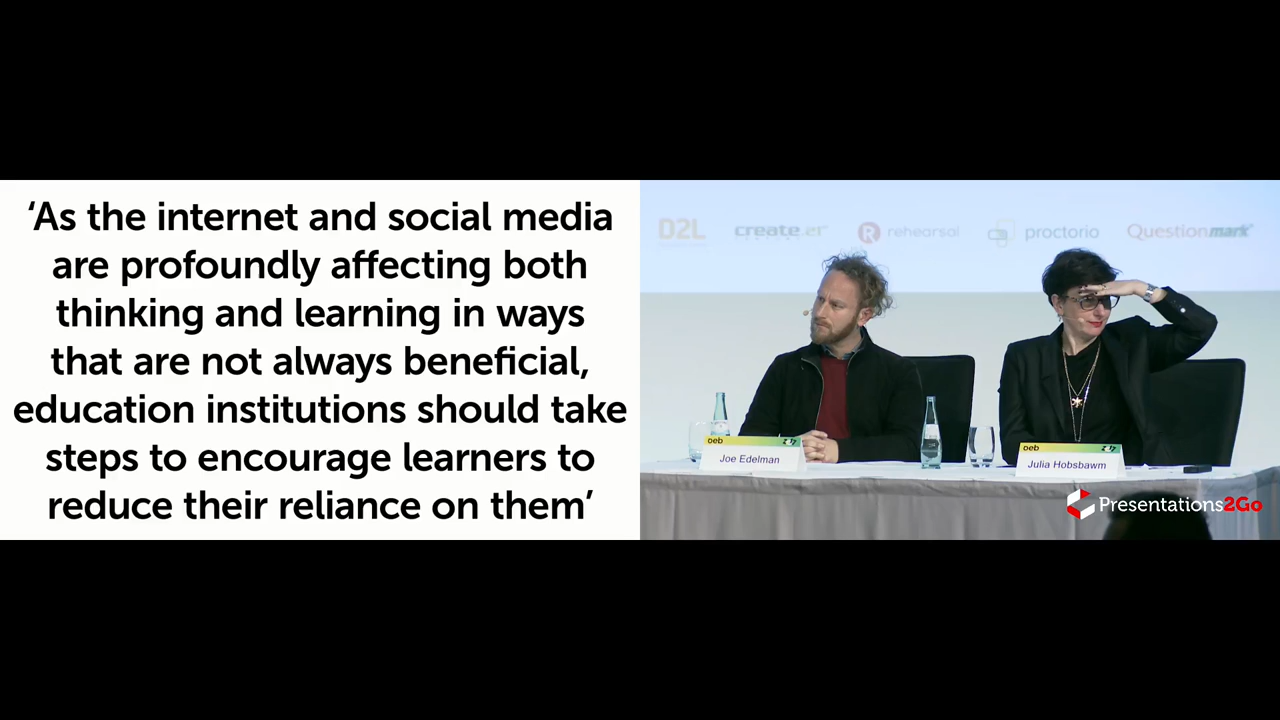 ‘As the internet and social media
are profoundly affecting both
thinking and learning in ways
that are not always beneficial,
education institutions should take
steps to encourage learners to
reduce their reliance on them’
D2L
rehearsal
proctorio
Questionmark
oeb
Joe Edelman
oeb
Julia Hobsbawm
Presentations2Go